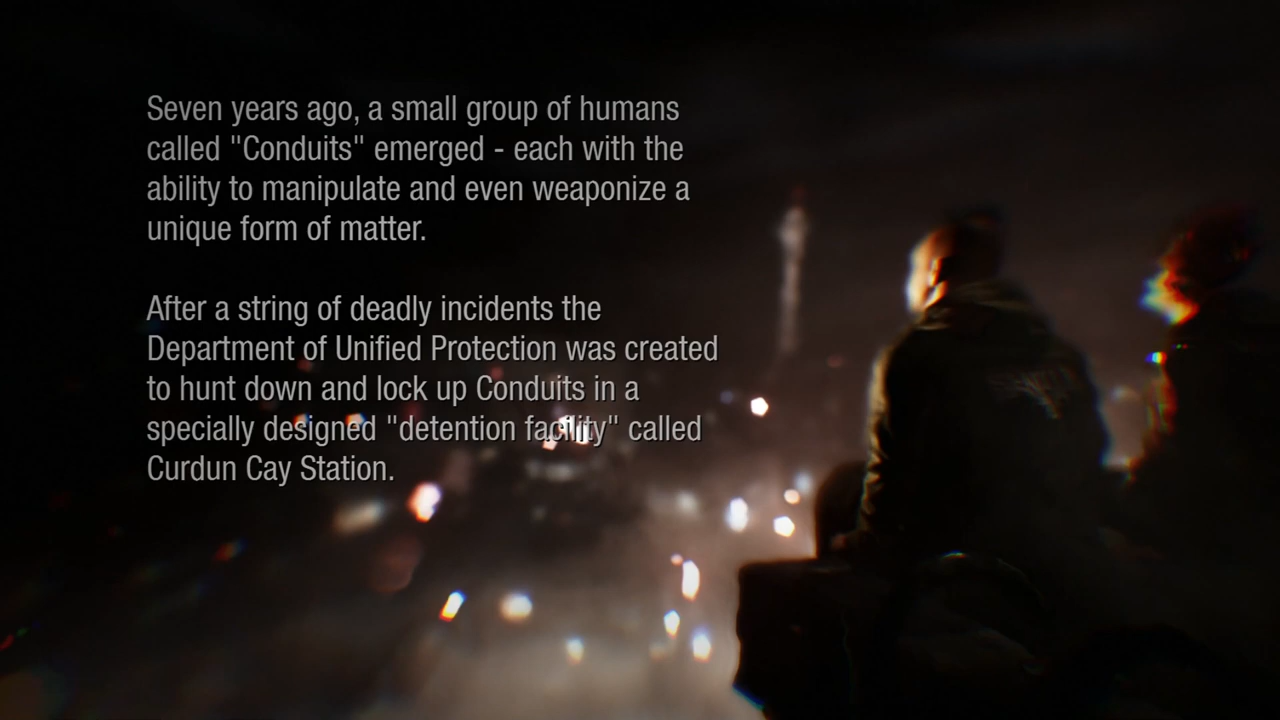 Seven years ago, a small group of humans
called "Conduits" emerged - each with the
ability to manipulate and even weaponize a
unique form of matter.
After a string of deadly incidents the
Department of Unified Protection was created
to hunt down and lock up Conduits in a
specially designed "detention facility" called
Curdun Cay Station.